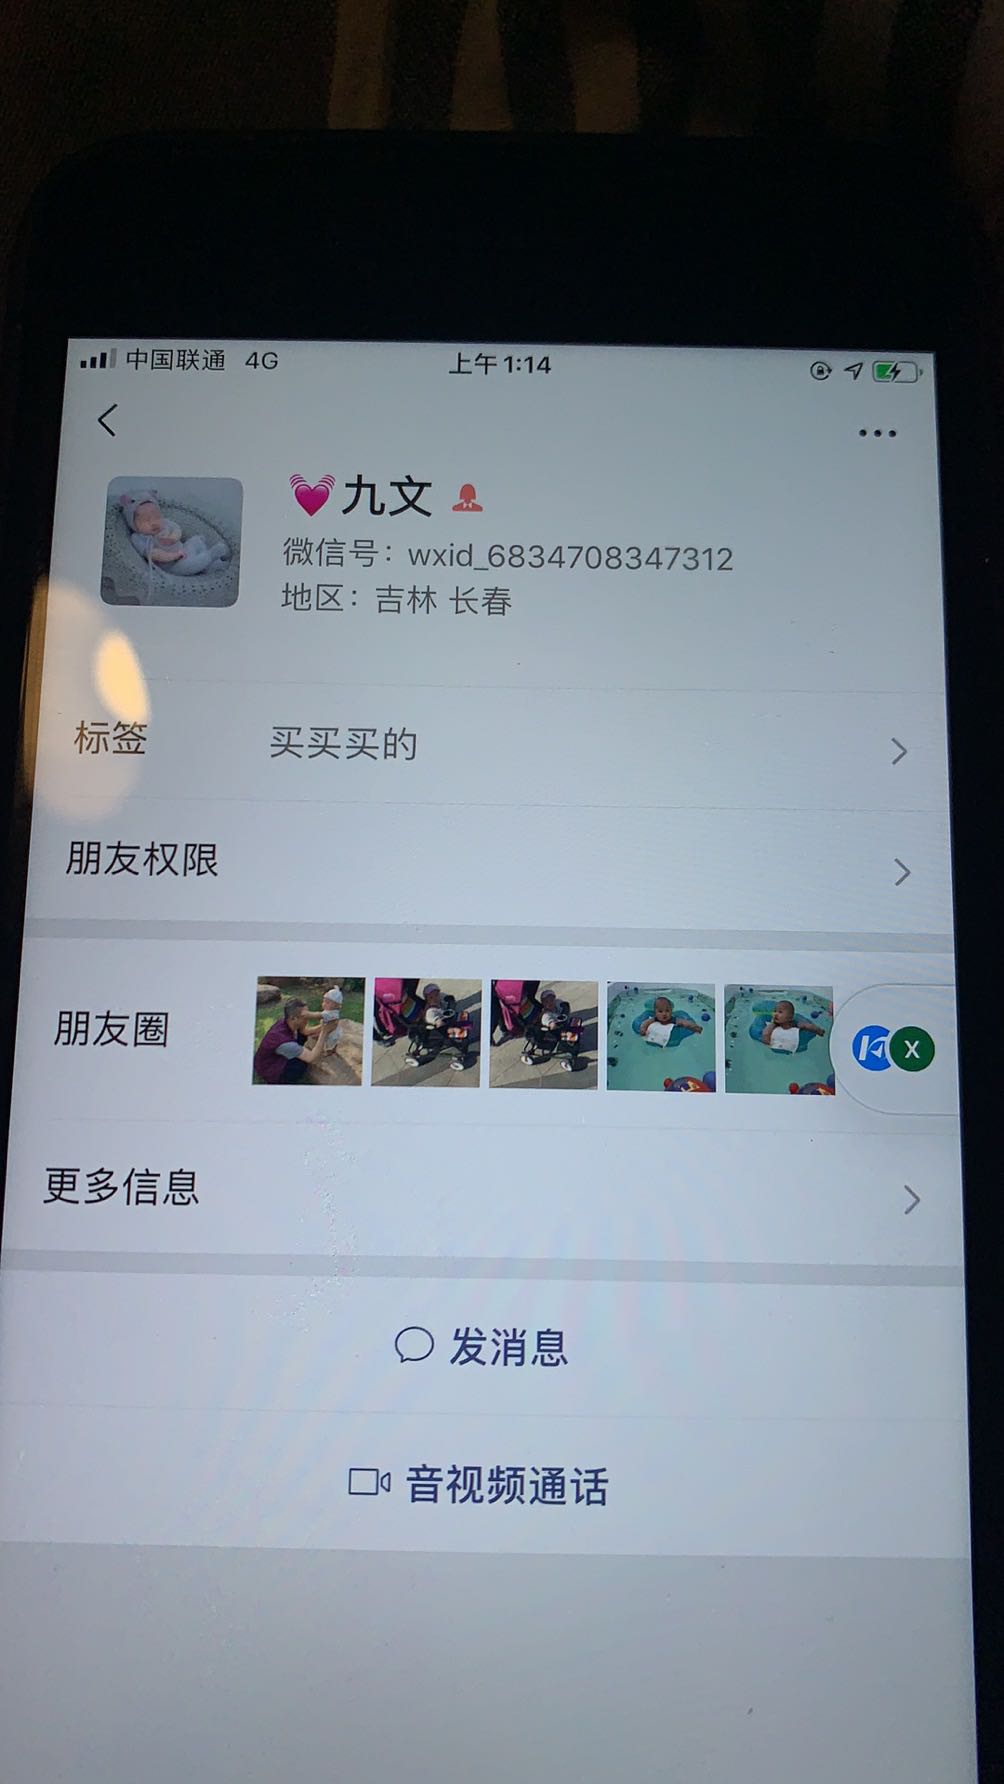 中国联通 4G 上午1:14
💓九文
微信号：wxid_6834708347312
地区：吉林 长春
标签 买买买的
朋友权限
朋友圈
X
更多信息
发消息
音视频通话